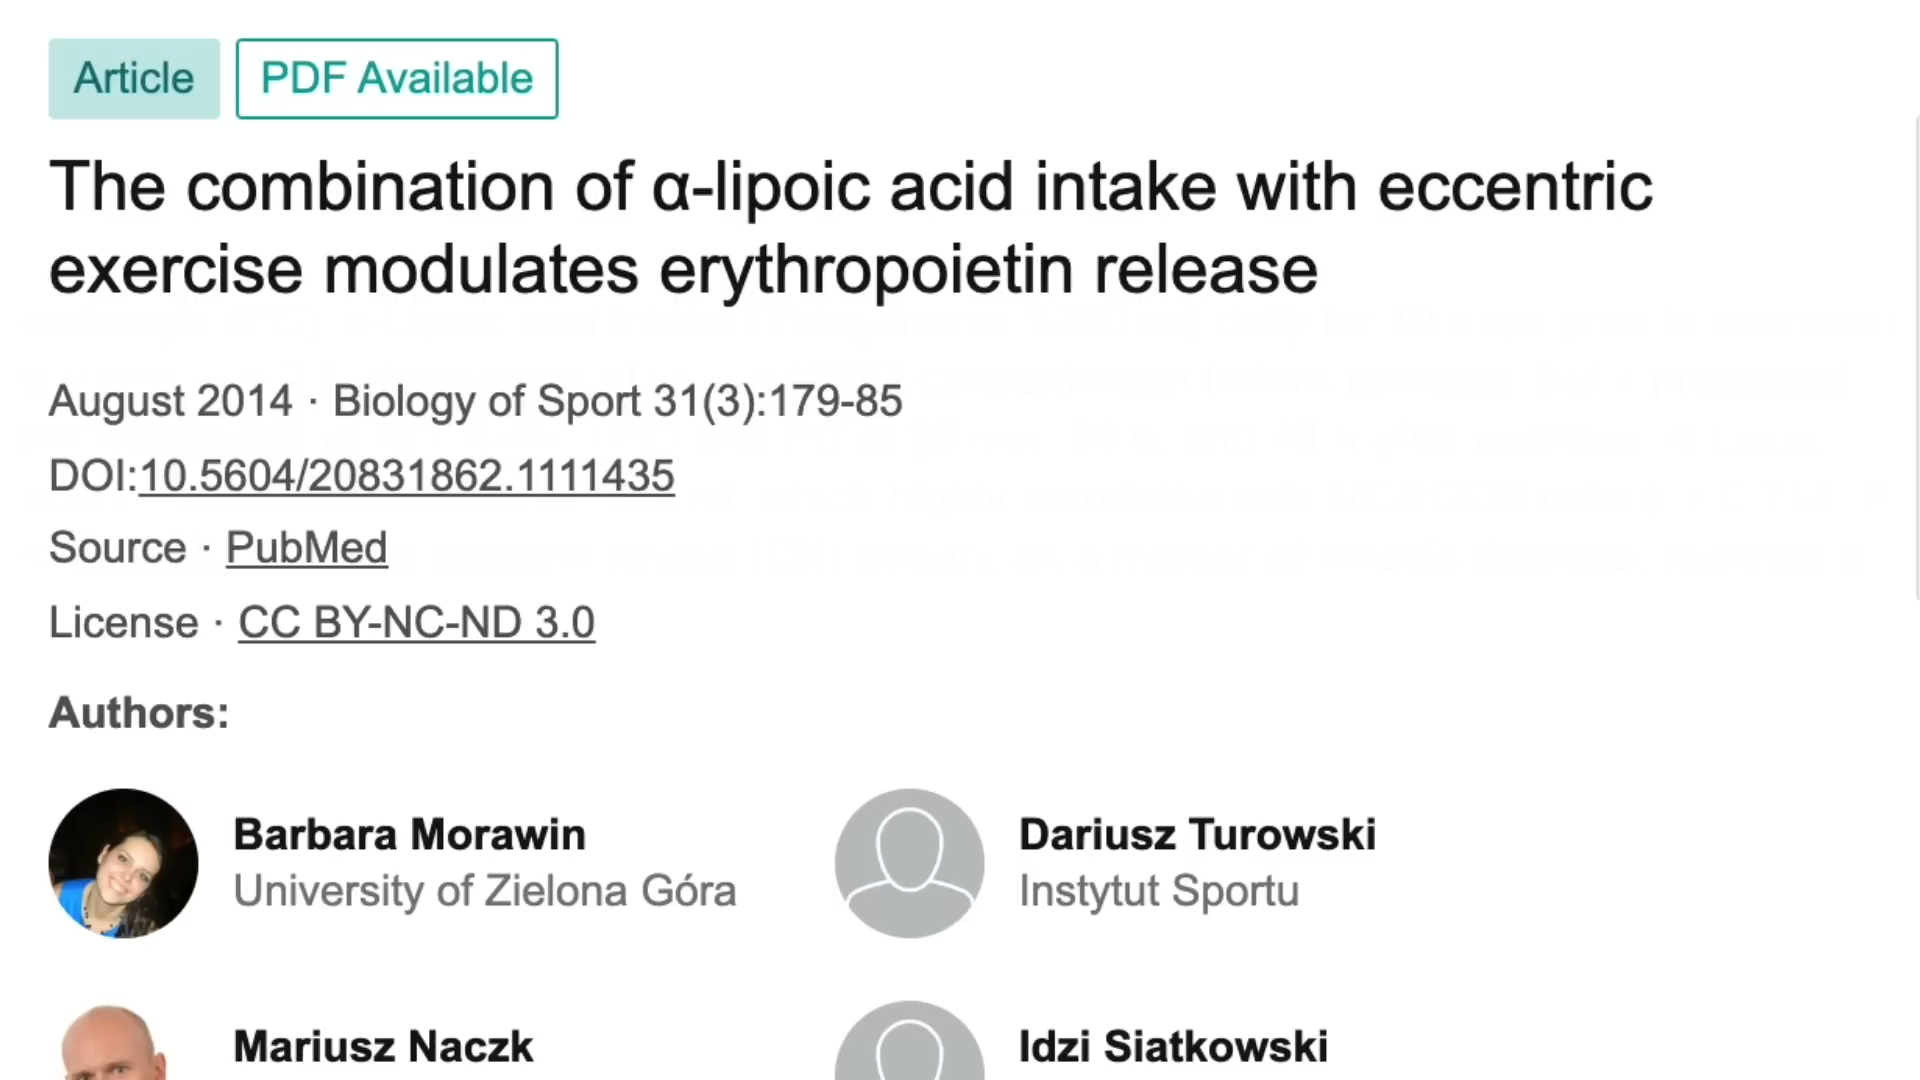 Article
PDF Available
The combination of α-lipoic acid intake with eccentric
exercise modulates erythropoietin release
August 2014 · Biology of Sport 31(3):179-85
DOI:10.5604/20831862.1111435
Source · PubMed
License · CC BY-NC-ND 3.0
Authors:
Barbara Morawin
University of Zielona Góra
Dariusz Turowski
Instytut Sportu
Mariusz Naczk
Idzi Siatkowski